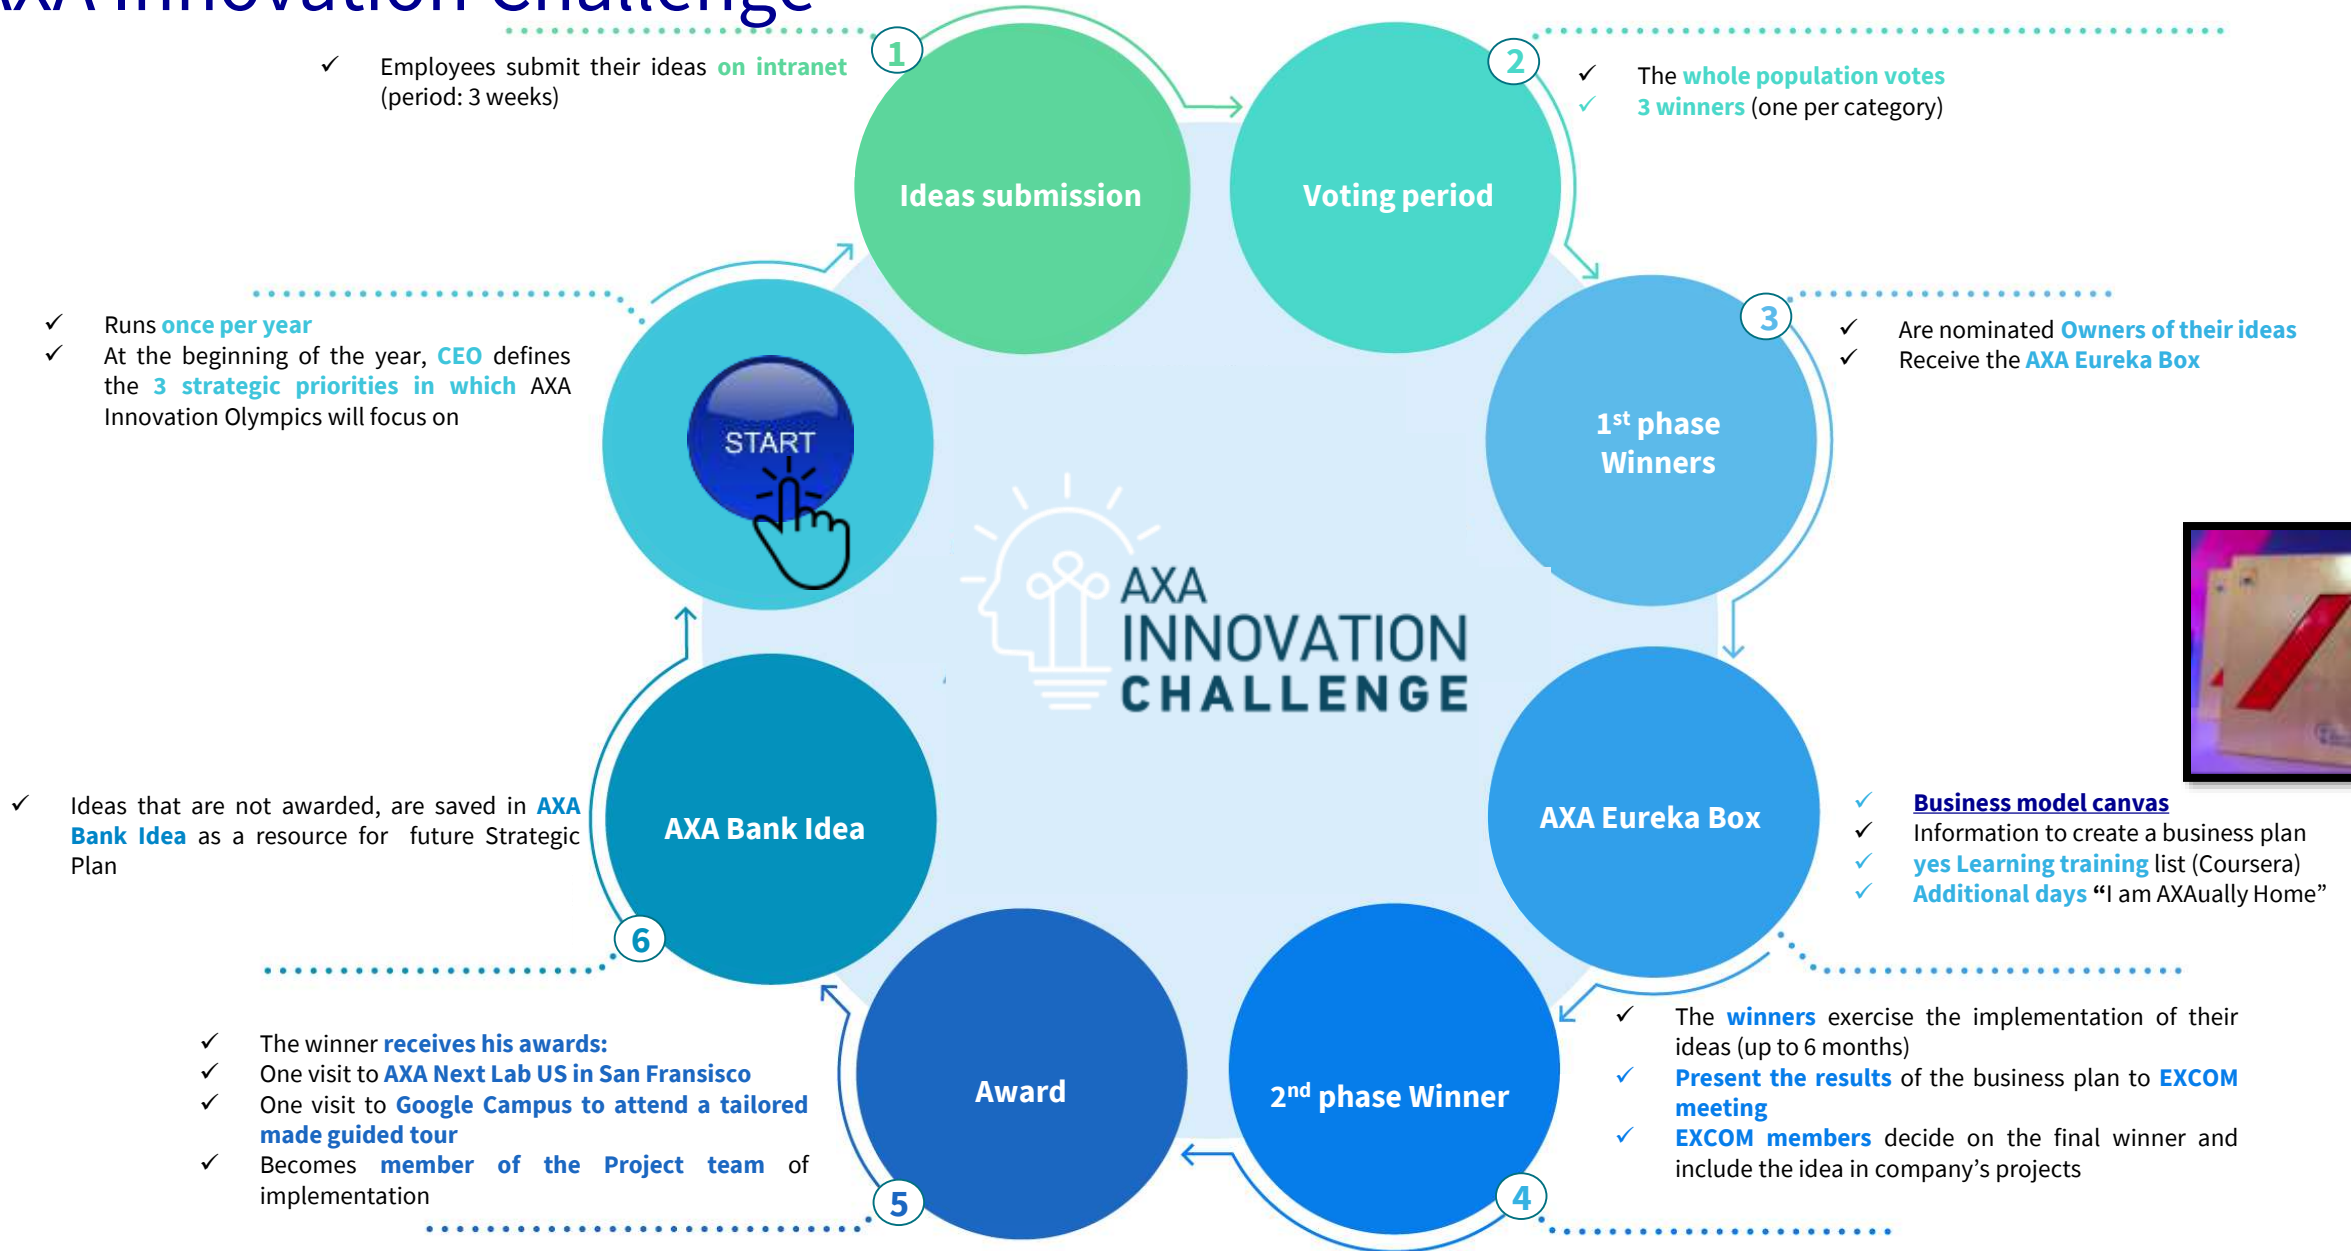 AXA Innovation Challenge
1
✓ Employees submit their ideas on intranet
(period: 3 weeks)
Ideas submission
2
✓ The whole population votes
✓ 3 winners (one per category)
Voting period
✓ Runs once per year
✓ At the beginning of the year, CEO defines
the 3 strategic priorities in which AXA
Innovation Olympics will focus on
START
3
✓ Are nominated Owners of their ideas
✓ Receive the AXA Eureka Box
1st phase
Winners
AXA
INNOVATION
CHALLENGE
✓ Business model canvas
✓ Information to create a business plan
✓ yes Learning training list (Coursera)
✓ Additional days “I am AXAually Home”
AXA Eureka Box
✓ The winners exercise the implementation of their
ideas (up to 6 months)
✓ Present the results of the business plan to EXCOM
meeting
✓ EXCOM members decide on the final winner and
include the idea in company’s projects
2nd phase Winner
4
✓ The winner receives his awards:
✓ One visit to AXA Next Lab US in San Fransisco
✓ One visit to Google Campus to attend a tailored
made guided tour
✓ Becomes member of the Project team of
implementation
Award
5
✓ Ideas that are not awarded, are saved in AXA
Bank Idea as a resource for future Strategic
Plan
AXA Bank Idea
6